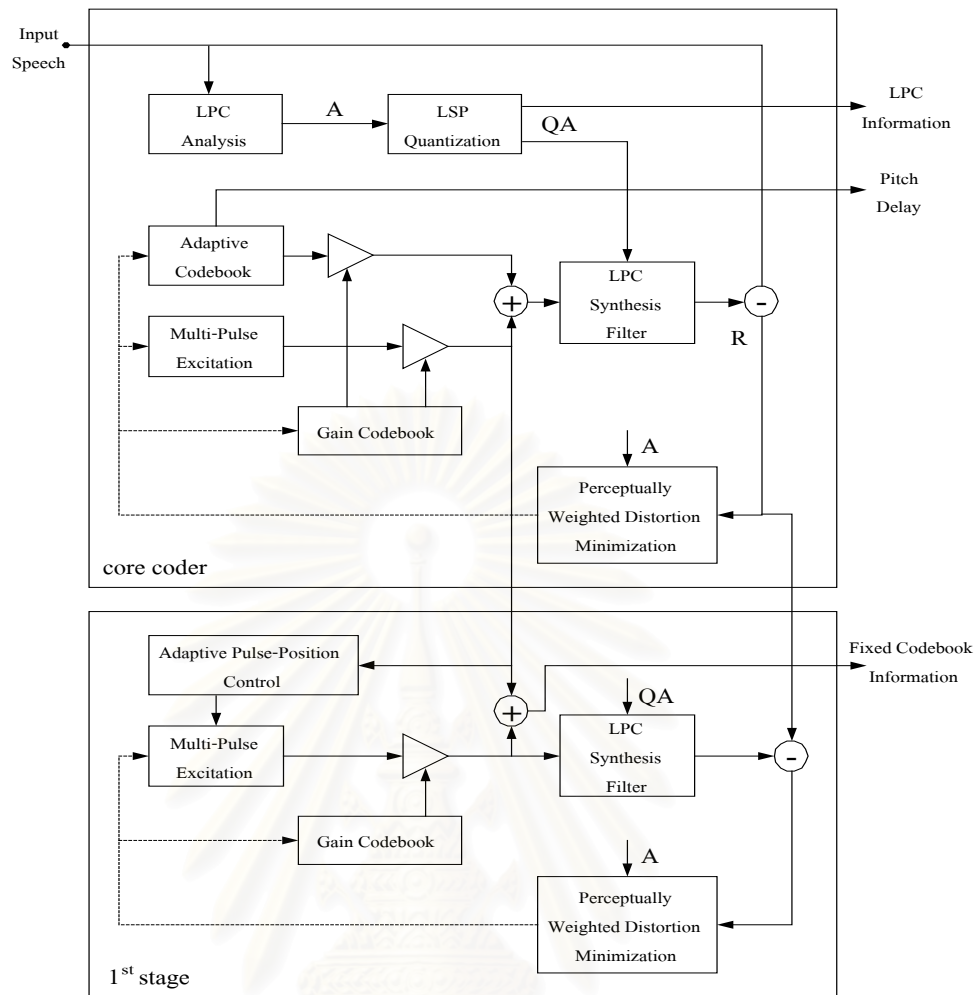 Input
Speech
LPC
Analysis
A
LSP
Quantization
QA
LPC
Information
Pitch
Delay
Adaptive
Codebook
+
LPC
Synthesis
Filter
-
R
Multi-Pulse
Excitation
Gain Codebook
A
Perceptually
Weighted Distortion
Minimization
core coder
Adaptive Pulse-Position
Control
Fixed Codebook
Information
+
QA
LPC
Synthesis
Filter
-
Multi-Pulse
Excitation
Gain Codebook
A
Perceptually
Weighted Distortion
Minimization
1st stage